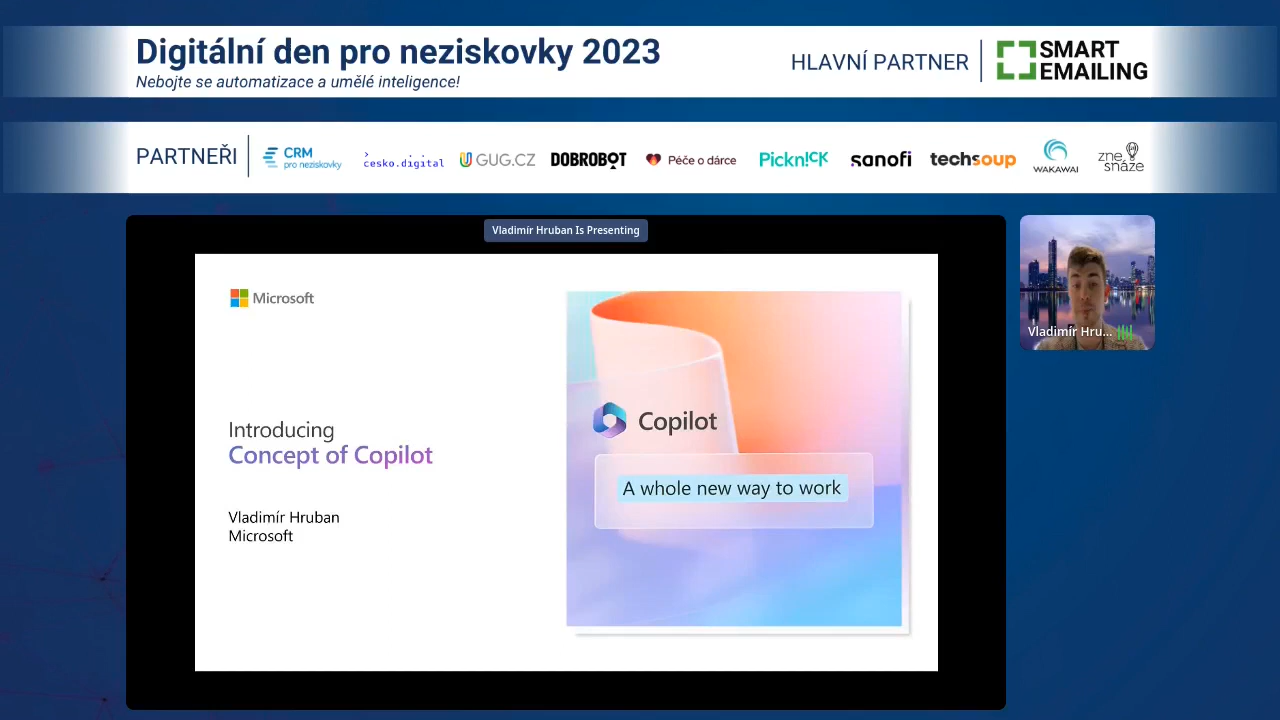 Digitální den pro neziskovky 2023
Nebojte se automatizace a umělé inteligence!
HLAVNÍ PARTNER
SMART
EMAILING
PARTNEŘI
CRM
pro neziskovky
cesko.digital
GUG.CZ
DOBROBOT
Péče o dárce
Pickn!CK
sanofi
techsoup
WAKAWAI
zne
snáze
Vladimír Hruban Is Presenting
Microsoft
Introducing
Concept of Copilot
Vladimír Hruban
Microsoft
Copilot
A whole new way to work
Vladimír Hru...